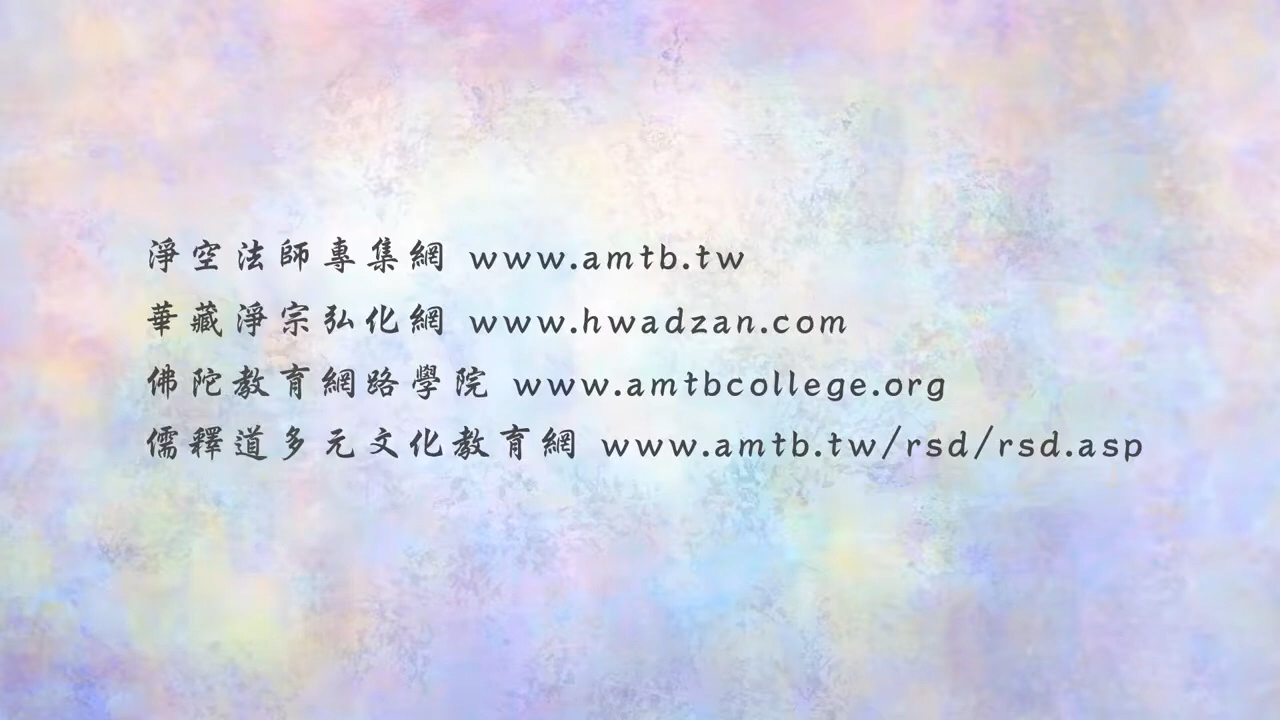 淨空法師專集網 www.amtb.tw
華藏淨宗弘化網 www.hwadzan.com
佛陀教育網路學院 www.amtbcollege.org
儒釋道多元文化教育網 www.amtb.tw/rsd/rsd.asp